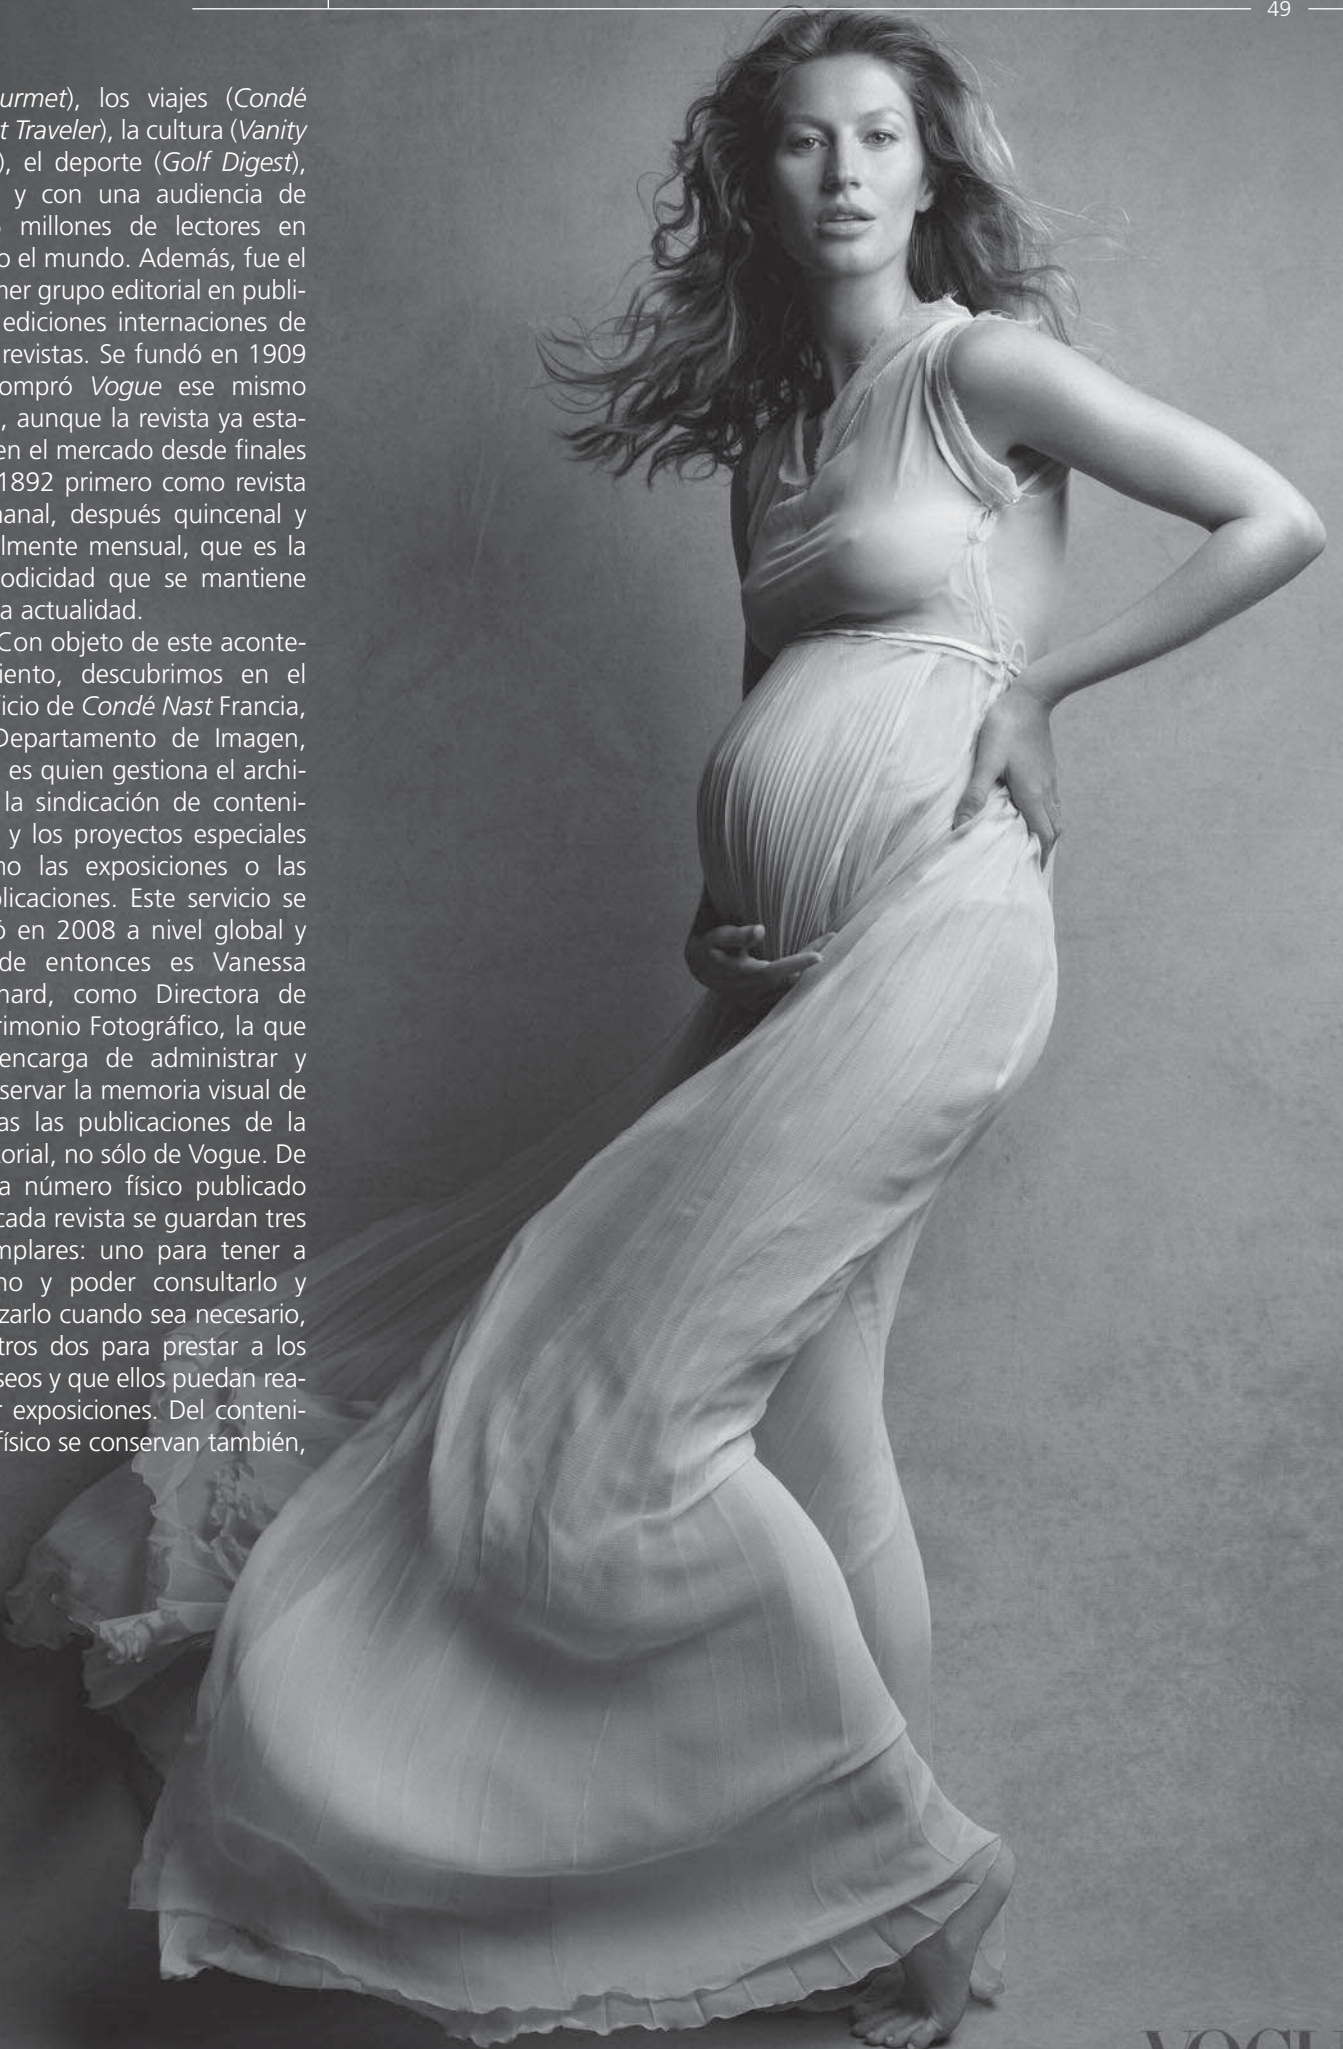 49
urmet), los viajes (Condé
t Traveler), la cultura (Vanity
), el deporte (Golf Digest),
y con una audiencia de
millones de lectores en
o el mundo. Además, fue el
ner grupo editorial en publi-
ediciones internaciones de
revistas. Se fundó en 1909
ompró Vogue ese mismo
, aunque la revista ya esta-
en el mercado desde finales
1892 primero como revista
nanal, después quincenal y
lmente mensual, que es la
odicidad que se mantiene
a actualidad.
Con objeto de este aconte-
iento, descubrimos en el
icio de Condé Nast Francia,
Departamento de Imagen,
es quien gestiona el archi-
la sindicación de conteni-
y los proyectos especiales
no las exposiciones o las
licaciones. Este servicio se
ó en 2008 a nivel global y
de entonces es Vanessa
nard, como Directora de
rimonio Fotográfico, la que
encarga de administrar y
servar la memoria visual de
as las publicaciones de la
torial, no sólo de Vogue. De
a número físico publicado
cada revista se guardan tres
mplares: uno para tener a
no y poder consultarlo y
zarlo cuando sea necesario,
tros dos para prestar a los
seos y que ellos puedan rea-
r exposiciones. Del conteni-
físico se conservan también,
VOGU